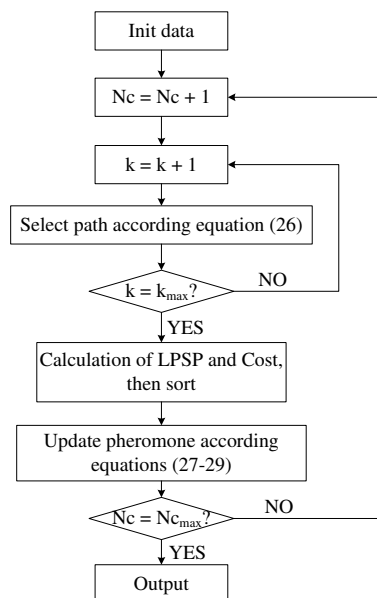 Init data
Nc = Nc + 1
k = k + 1
Select path according equation (26)
k = kmax?
NO
YES
Calculation of LPSP and Cost,
then sort
Update pheromone according
equations (27-29)
Nc = Ncmax?
NO
YES
Output